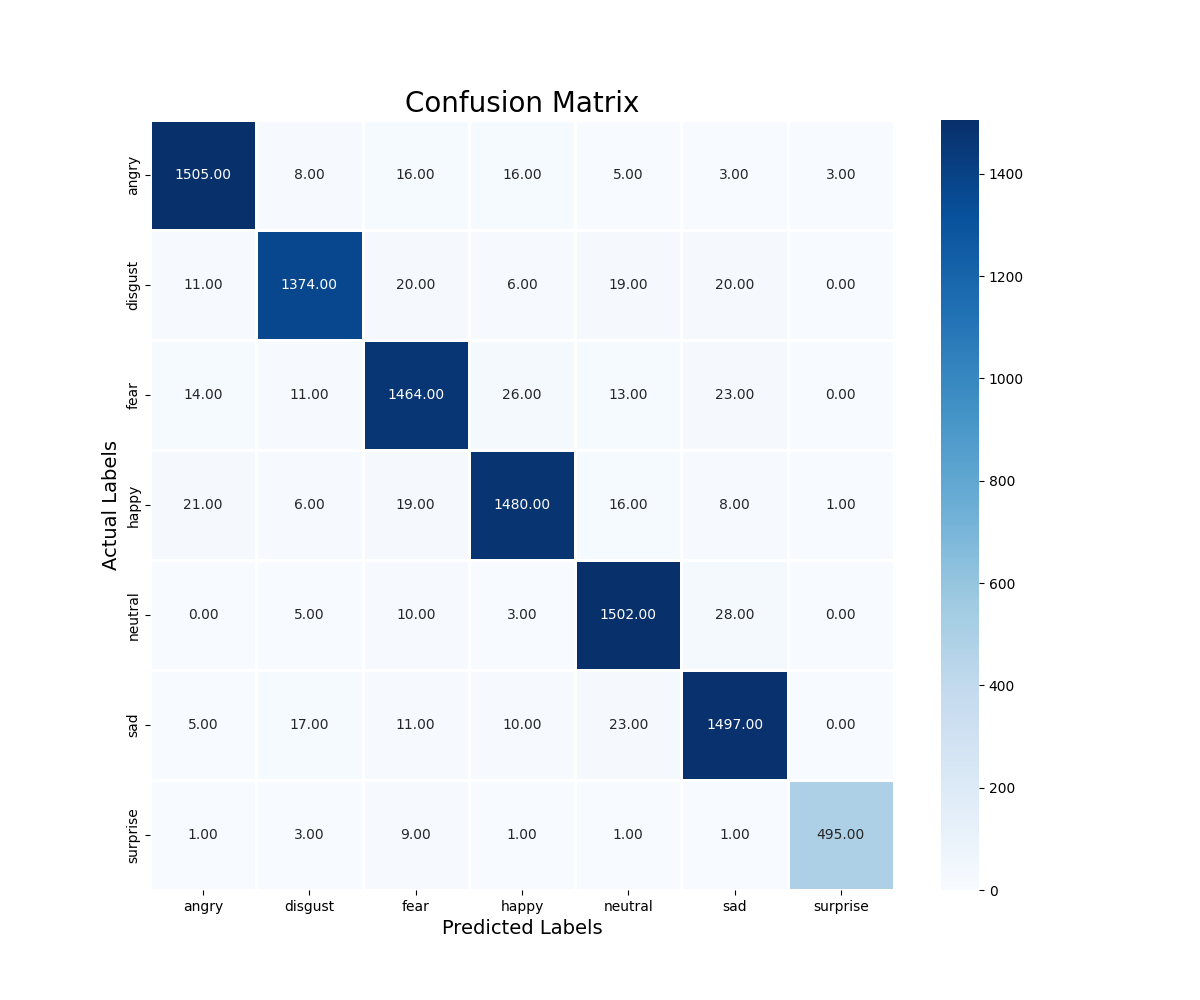 Confusion Matrix
angry 1505.00 8.00 16.00 16.00 5.00 3.00 3.00
disgust 11.00 1374.00 20.00 6.00 19.00 20.00 0.00
fear 14.00 11.00 1464.00 26.00 13.00 23.00 0.00
happy 21.00 6.00 19.00 1480.00 16.00 8.00 1.00
neutral 0.00 5.00 10.00 3.00 1502.00 28.00 0.00
sad 5.00 17.00 11.00 10.00 23.00 1497.00 0.00
surprise 1.00 3.00 9.00 1.00 1.00 1.00 495.00
Actual Labels
angry disgust fear happy neutral sad surprise
Predicted Labels
1400
1200
1000
800
600
400
200
0